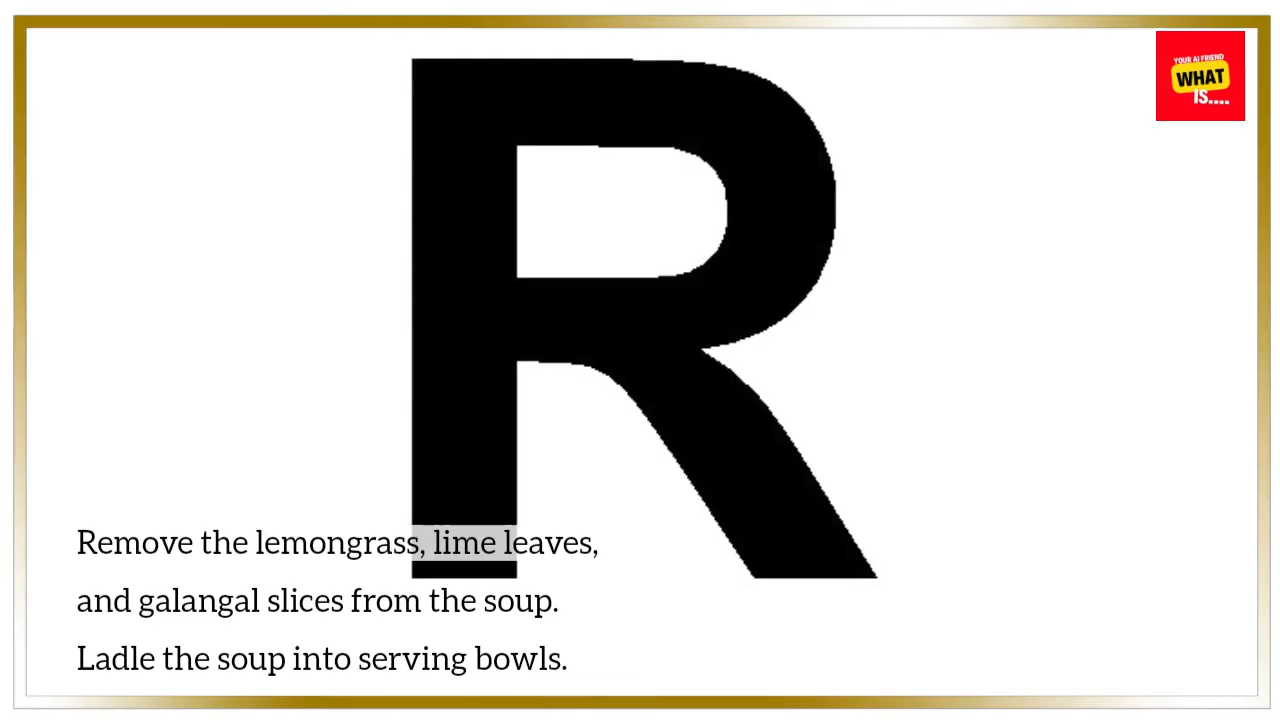 R
YOUR AI FRIEND
WHAT
IS....
Remove the lemongrass, lime leaves,
and galangal slices from the soup.
Ladle the soup into serving bowls.